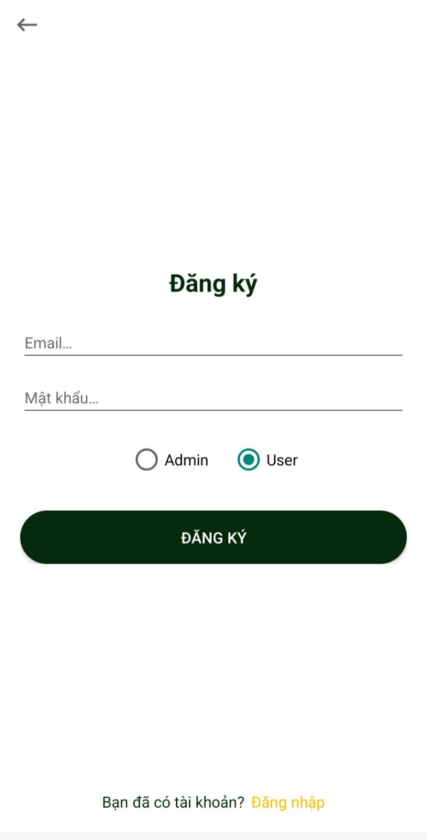 Đăng ký
Email...
Mật khẩu...
Admin User
ĐĂNG KÝ
Bạn đã có tài khoản? Đăng nhập